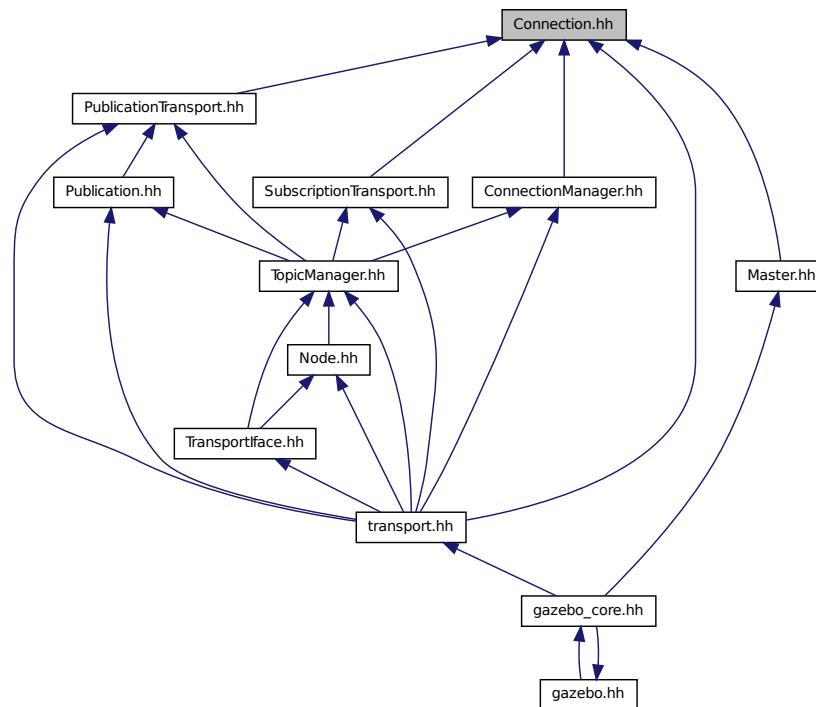 Connection.hh
PublicationTransport.hh
Publication.hh
SubscriptionTransport.hh
ConnectionManager.hh
TopicManager.hh
Master.hh
Node.hh
TransportIface.hh
transport.hh
gazebo_core.hh
gazebo.hh